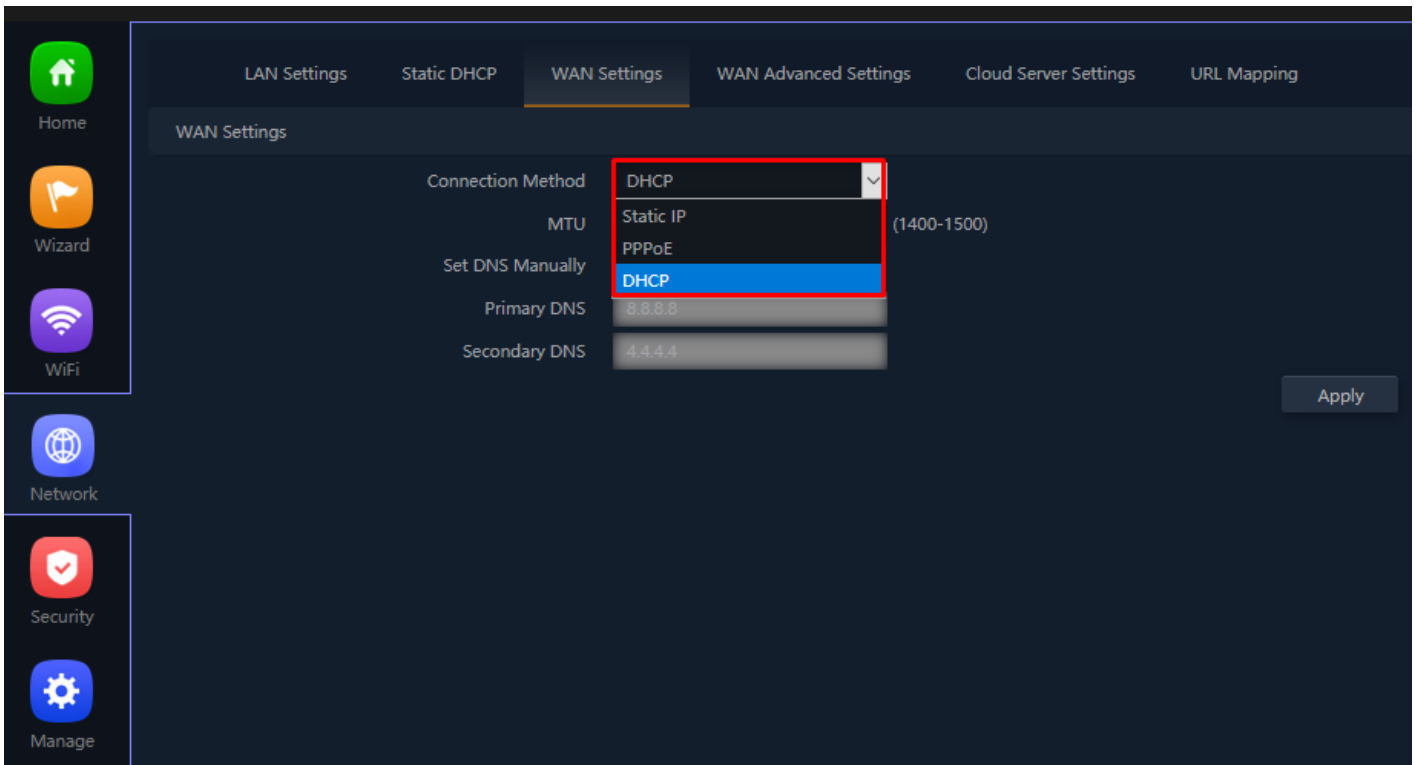 LAN Settings Static DHCP WAN Settings WAN Advanced Settings Cloud Server Settings URL Mapping
WAN Settings
Connection Method DHCP
Static IP
PPPoE
DHCP
MTU (1400-1500)
Set DNS Manually
Primary DNS 8.8.8.8
Secondary DNS 4.4.4.4
Apply
Home
Wizard
WiFi
Network
Security
Manage